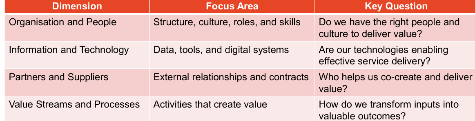 Dimension Focus Area Key Question
Organisation and People Structure, culture, roles, and skills Do we have the right people and
culture to deliver value?
Information and Technology Data, tools, and digital systems Are our technologies enabling
effective service delivery?
Partners and Suppliers External relationships and contracts Who helps us co-create and deliver
value?
Value Streams and Processes Activities that create value How do we transform inputs into
valuable outcomes?